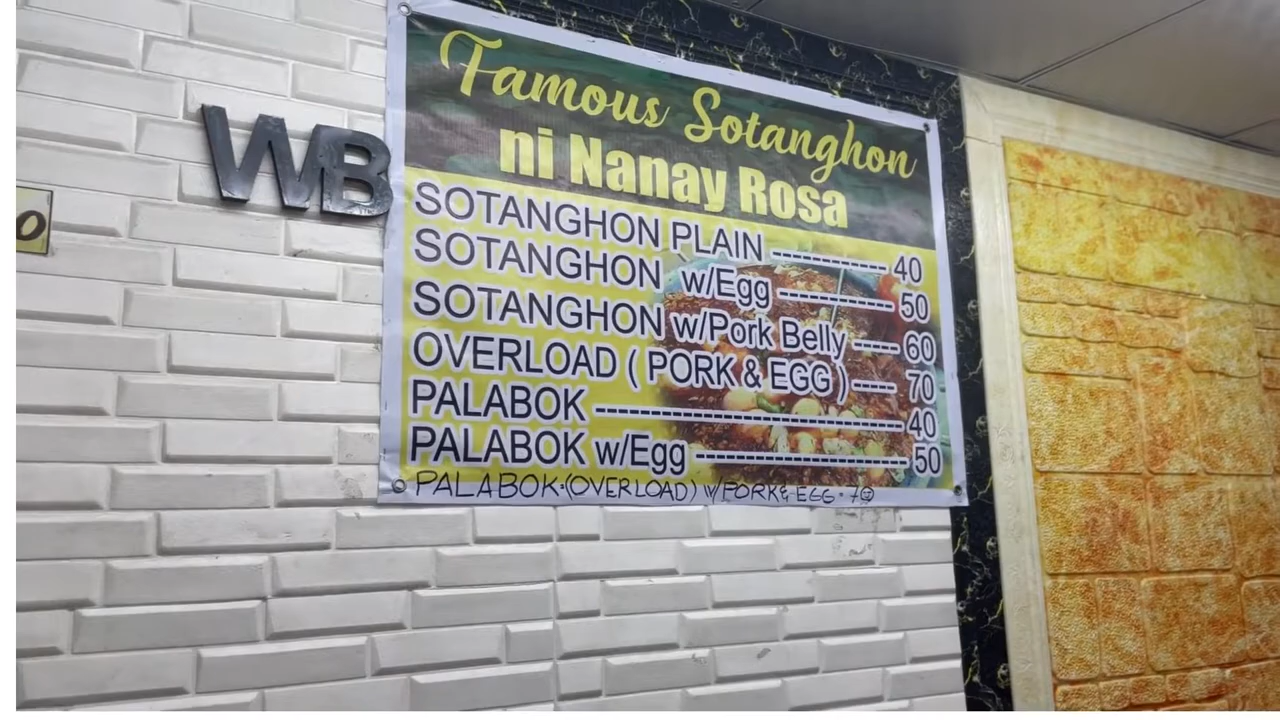 WB
Famous Sotanghon
ni Nanay Rosa
SOTANGHON PLAIN ---------- 40
SOTANGHON w/Egg ---------- 50
SOTANGHON w/Pork Belly ---- 60
OVERLOAD ( PORK & EGG ) ---- 70
PALABOK ------------------------------ 40
PALABOK w/Egg --------------------- 50
PALABOK-(OVERLOAD) W/PORK & EGG - 70